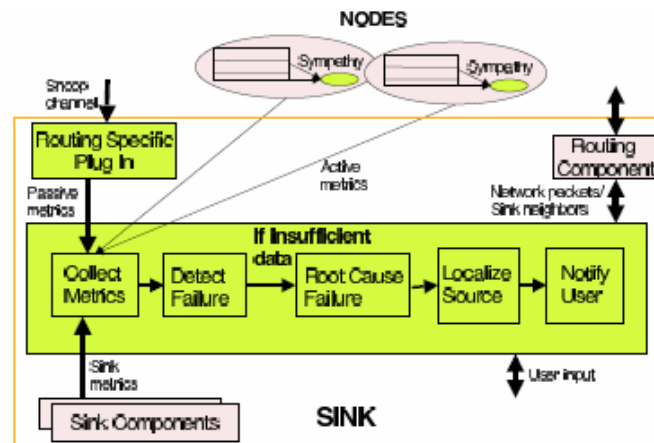 NODES
Sympathy
Sympathy
Snoop
channel
Routing Specific
Plug In
Active
metrics
Routing
Component
Passive
metrics
Network packets/
Sink neighbors
If Insufficient
data
Collect
Metrics
Detect
Failure
Root Cause
Failure
Localize
Source
Notify
User
Sink
metrics
User input
Sink Components
SINK